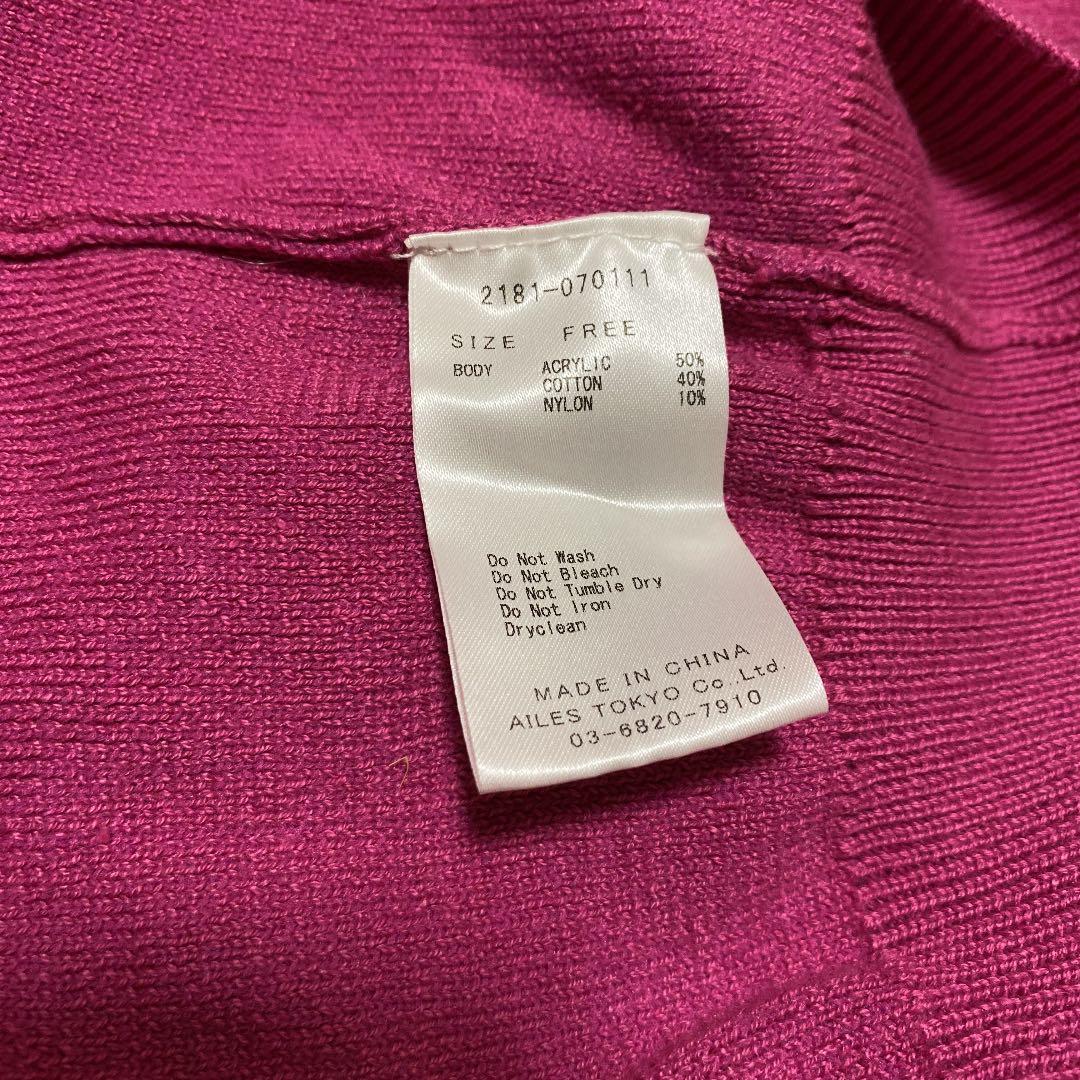 2181-070111
SIZE FREE
BODY ACRYLIC 50%
COTTON 40%
NYLON 10%
Do Not Wash
Do Not Bleach
Do Not Tumble Dry
Do Not Iron
Dryclean
MADE IN CHINA
AILES TOKYO Co.,Ltd.
03-6820-7910